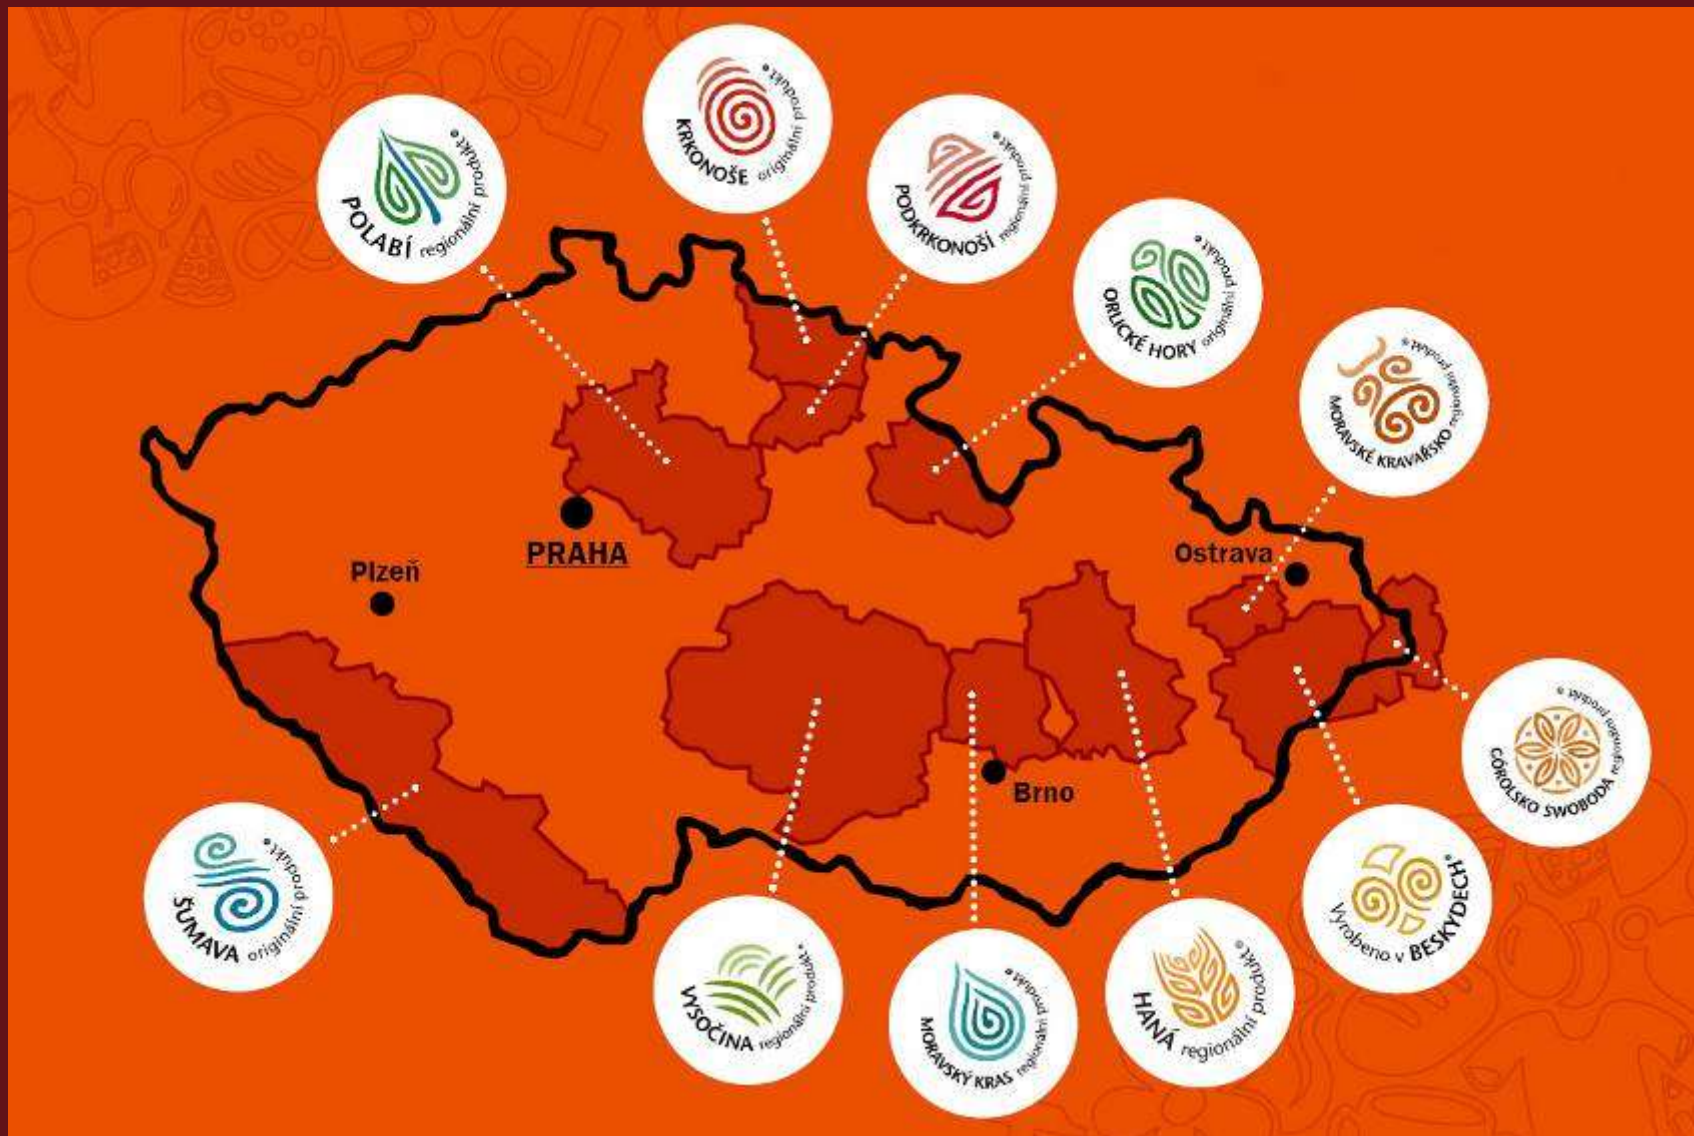 KRKONOŠE originální produkt®
POLABÍ regionální produkt®
PODKRKONOŠÍ regionální produkt®
ORLICKÉ HORY originální produkt®
MORAVSKÉ KRAVAŘSKO regionální produkt®
PRAHA
Ostrava
Plzeň
GÓROLSKO SWOBODA regionální produkt®
Brno
ŠUMAVA originální produkt®
Vyrobeno v BESKYDECH®
VYSOČINA regionální produkt®
HANÁ regionální produkt®
MORAVSKÝ KRAS regionální produkt®